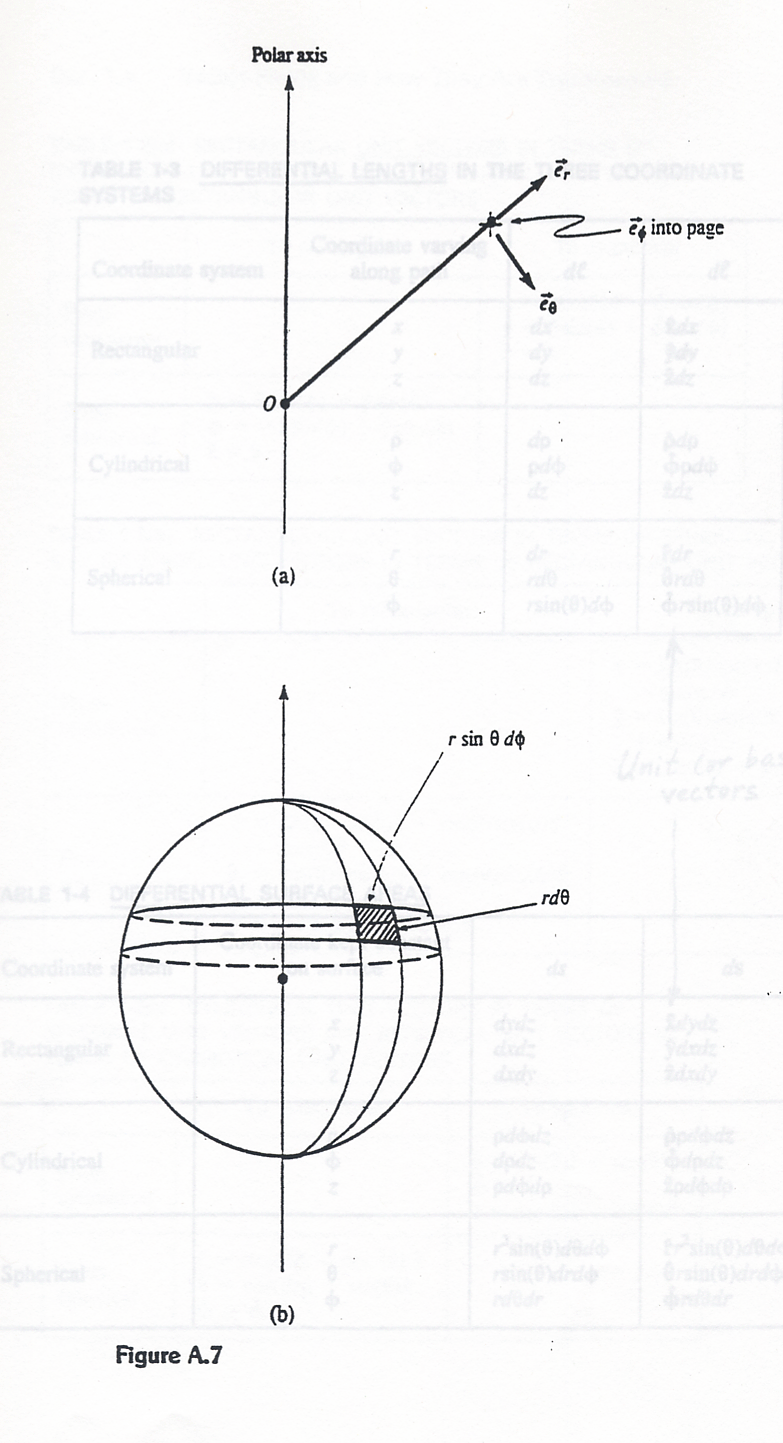 Polar axis
TABLE 1-3 DIFFERENTIAL LENGTHS IN THE THREE COORDINATE
SYSTEMS
e⃗r
e⃗ϕ into page
Coordinate system
Coordinate varying
along path
dℓ
dℓ
e⃗θ
Rectangular
x
dx
x̂dx
y
dy
ŷdy
z
dz
ẑdz
O
Cylindrical
ρ
dρ
ρ̂dρ
ϕ
ρdϕ
ϕ̂ρdϕ
z
dz
ẑdz
Spherical
r
dr
r̂dr
θ
rdθ
θ̂rdθ
ϕ
rsin(θ)dϕ
ϕ̂rsin(θ)dϕ
(a)
r sin θ dϕ
Unit (or
vectors
TABLE 1-4 DIFFERENTIAL SURFACE AREAS
rdθ
Coordinate kept constant
Coordinate system
surface
ds
ds
Rectangular
x
dydz
x̂dydz
y
dxdz
ŷdxdz
z
dxdy
ẑdxdy
Cylindrical
ρdϕdz
ρ̂ρdϕdz
ϕ
dρdz
ϕ̂dρdz
z
ρdϕdρ
ẑρdϕdρ
Spherical
r
r²sin(θ)dθdϕ
r̂r²sin(θ)dθdϕ
θ
rsin(θ)drdϕ
θ̂rsin(θ)drdϕ
ϕ
rdθdr
ϕ̂rdθdr
(b)
Figure A.7